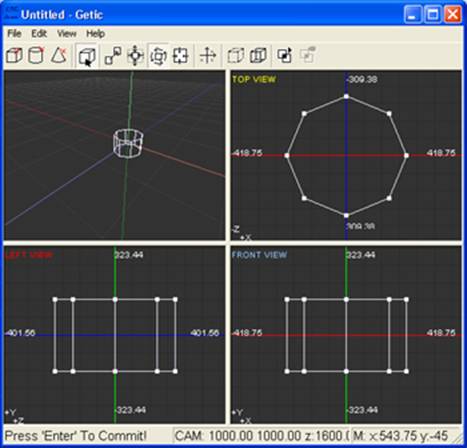 Untitled - Getic
File Edit View Help
TOP VIEW
-309.38
-418.75 418.75
309.38
-Z
+X
LEFT VIEW
323.44
-401.56 401.56
-323.44
+Y
+Z
FRONT VIEW
323.44
-418.75 418.75
-323.44
+Y
+X
Press 'Enter' To Commit!
CAM: 1000.00 1000.00 z:1600
M: x:543.75 y:-45